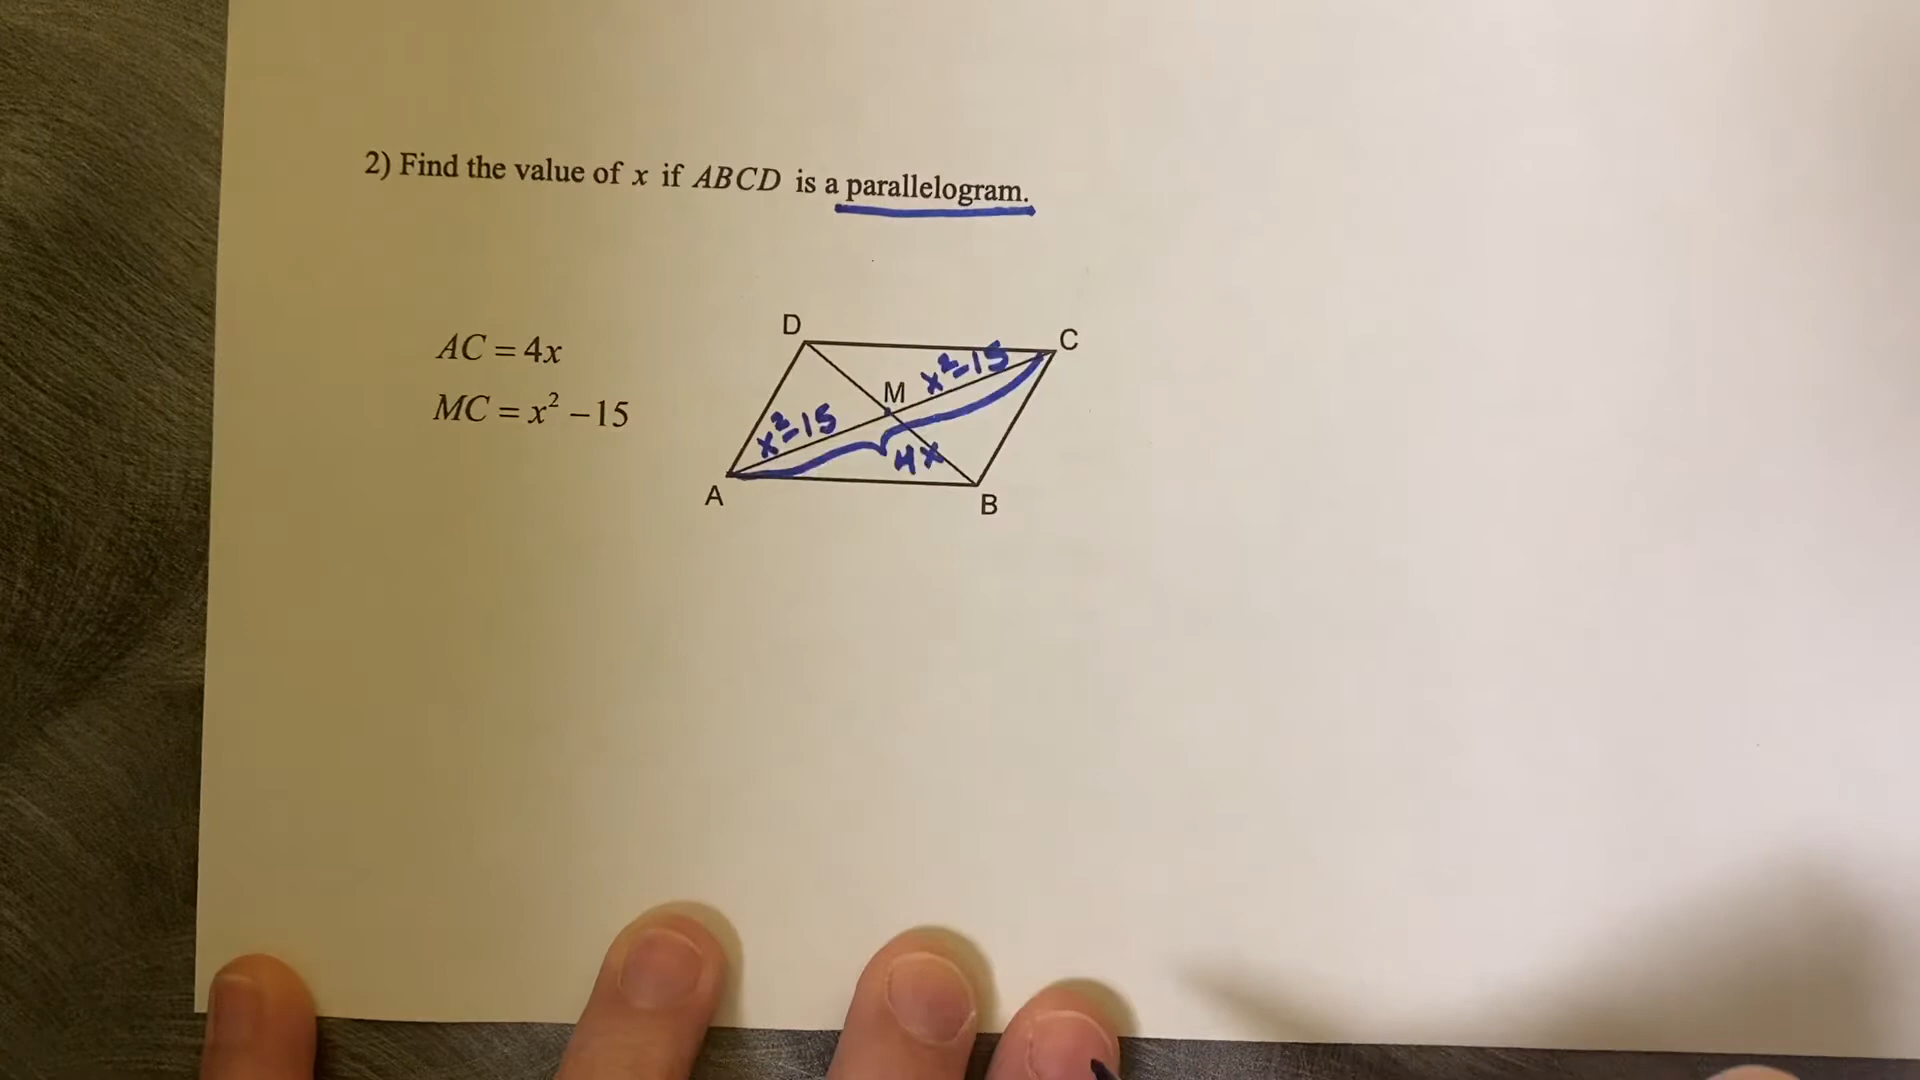 2) Find the value of x if ABCD is a parallelogram.
D
C
AC = 4x
x²-15
M
MC = x² – 15
x²-15
4x
A
B